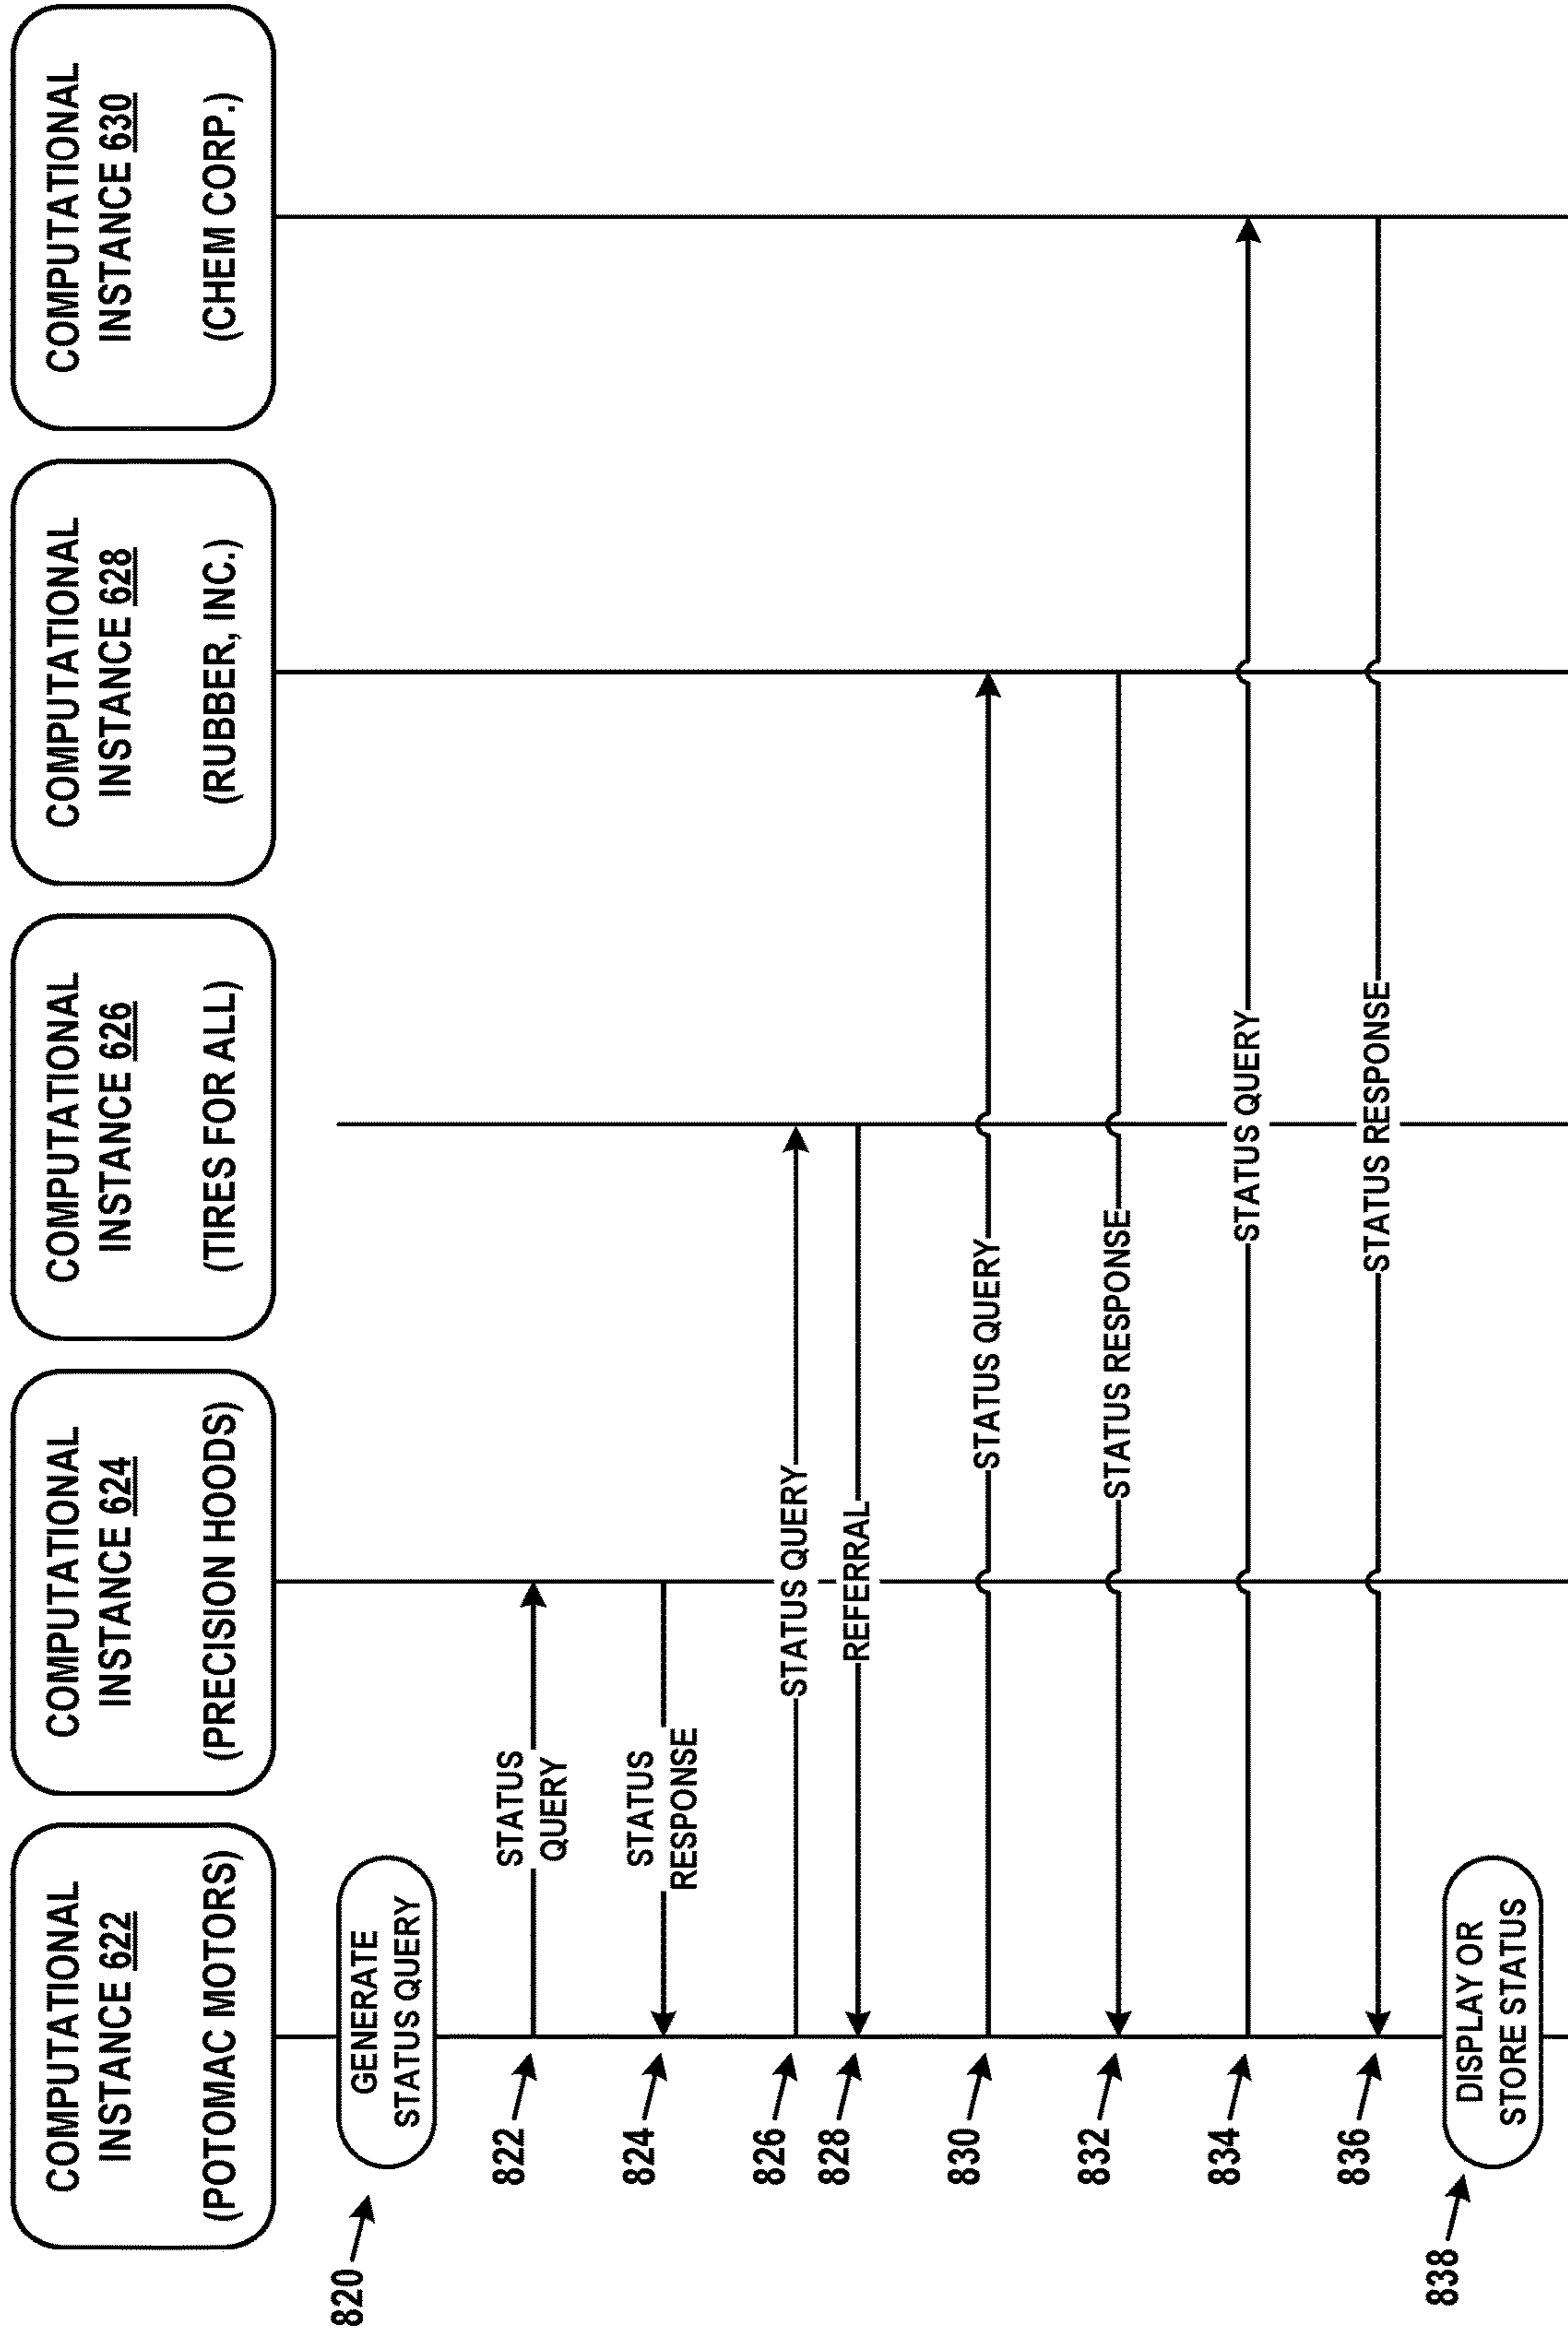 COMPUTATIONAL
INSTANCE 622
(POTOMAC MOTORS)
COMPUTATIONAL
INSTANCE 624
(PRECISION HOODS)
COMPUTATIONAL
INSTANCE 626
(TIRES FOR ALL)
COMPUTATIONAL
INSTANCE 628
(RUBBER, INC.)
COMPUTATIONAL
INSTANCE 630
(CHEM CORP.)
820
GENERATE
STATUS QUERY
822
STATUS
QUERY
824
STATUS
RESPONSE
826
STATUS QUERY
828
REFERRAL
830
STATUS QUERY
832
STATUS RESPONSE
834
STATUS QUERY
836
STATUS RESPONSE
838
DISPLAY OR
STORE STATUS